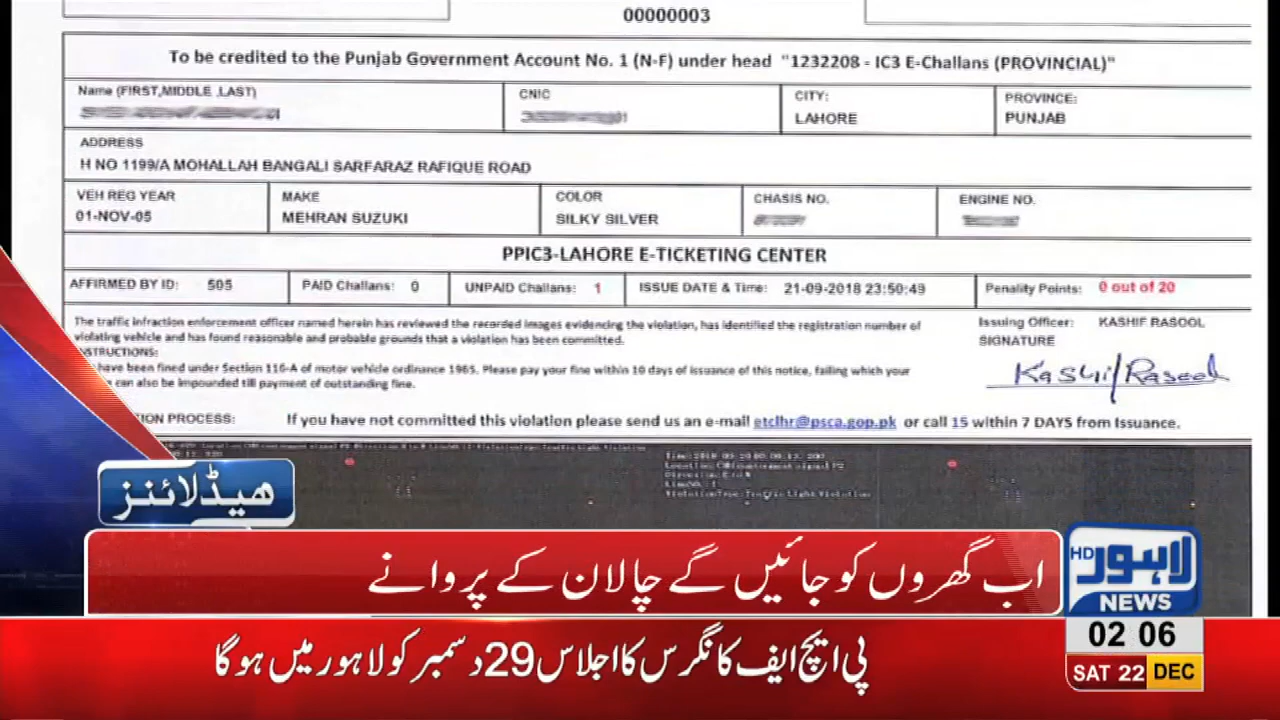 00000003
To be credited to the Punjab Government Account No. 1 (N-F) under head "1232208 - IC3 E-Challans (PROVINCIAL)"
Name (FIRST,MIDDLE ,LAST)
CNIC
CITY:
LAHORE
PROVINCE:
PUNJAB
ADDRESS
H NO 1199/A MOHALLAH BANGALI SARFARAZ RAFIQUE ROAD
VEH REG YEAR
01-NOV-05
MAKE
MEHRAN SUZUKI
COLOR
SILKY SILVER
CHASIS NO.
ENGINE NO.
PPIC3-LAHORE E-TICKETING CENTER
AFFIRMED BY ID: 505
PAID Challans: 0
UNPAID Challans: 1
ISSUE DATE & Time: 21-09-2018 23:50:49
Penality Points: 0 out of 20
The traffic infraction enforcement officer named herein has reviewed the recorded images evidencing the violation, has identified the registration number of
violating vehicle and has found reasonable and probable grounds that a violation has been committed.
NSTRUCTIONS:
have been fined under Section 116-A of motor vehicle ordinance 1965. Please pay your fine within 10 days of issuance of this notice, failing which your
can also be impounded till payment of outstanding fine.
Issuing Officer: KASHIF RASOOL
SIGNATURE
Kashif Rasool
ION PROCESS: If you have not committed this violation please send us an e-mail etclhr@psca.gop.pk or call 15 within 7 DAYS from Issuance.
ہیڈلائنز
اب گھروں کو جائیں گے چالان کے پروانے
HD لاہور
NEWS
پی ایچ ایف کانگرس کا اجلاس 29 دسمبر کو لاہور میں ہوگا
02 06
SAT 22 DEC